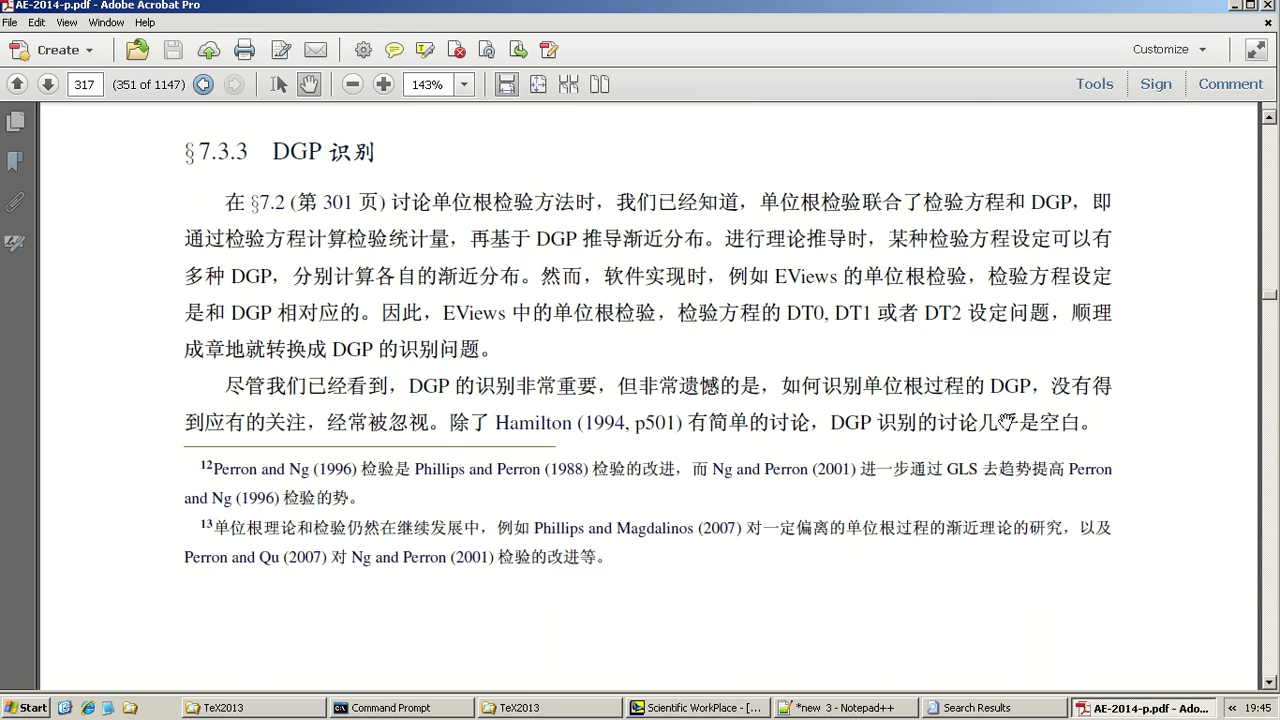 AE-2014-p.pdf - Adobe Acrobat Pro
File Edit View Window Help
Create Customize
317 (351 of 1147) 143% Tools Sign Comment
§7.3.3 DGP 识别
在 §7.2 (第 301 页) 讨论单位根检验方法时，我们已经知道，单位根检验联合了检验方程和 DGP，即
通过检验方程计算检验统计量，再基于 DGP 推导渐近分布。进行理论推导时，某种检验方程设定可以有
多种 DGP，分别计算各自的渐近分布。然而，软件实现时，例如 EViews 的单位根检验，检验方程设定
是和 DGP 相对应的。因此，EViews 中的单位根检验，检验方程的 DT0, DT1 或者 DT2 设定问题，顺理
成章地就转换成 DGP 的识别问题。
尽管我们已经看到，DGP 的识别非常重要，但非常遗憾的是，如何识别单位根过程的 DGP，没有得
到应有的关注，经常被忽视。除了 Hamilton (1994, p501) 有简单的讨论，DGP 识别的讨论几是空白。
12Perron and Ng (1996) 检验是 Phillips and Perron (1988) 检验的改进，而 Ng and Perron (2001) 进一步通过 GLS 去趋势提高 Perron
and Ng (1996) 检验的势。
13单位根理论和检验仍然在继续发展中，例如 Phillips and Magdalinos (2007) 对一定偏离的单位根过程的渐近理论的研究，以及
Perron and Qu (2007) 对 Ng and Perron (2001) 检验的改进等。
Start TeX2013 Command Prompt TeX2013 Scientific WorkPlace - [... *new 3 - Notepad++ Search Results AE-2014-p.pdf - Ado... 19:45